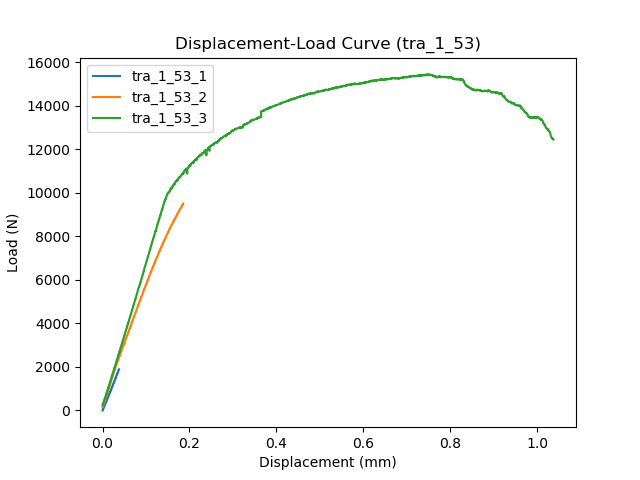 Displacement-Load Curve (tra_1_53)
tra_1_53_1
tra_1_53_2
tra_1_53_3
16000
14000
12000
10000
8000
6000
4000
2000
0
Load (N)
0.0 0.2 0.4 0.6 0.8 1.0
Displacement (mm)